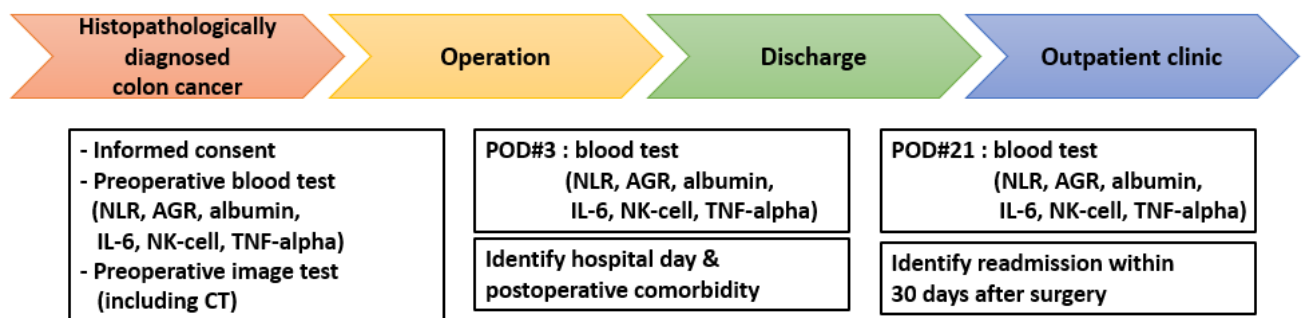 Histopathologically
diagnosed
colon cancer
Operation
Discharge
Outpatient clinic
- Informed consent
- Preoperative blood test
(NLR, AGR, albumin,
IL-6, NK-cell, TNF-alpha)
- Preoperative image test
(including CT)
POD#3 : blood test
(NLR, AGR, albumin,
IL-6, NK-cell, TNF-alpha)
Identify hospital day &
postoperative comorbidity
POD#21 : blood test
(NLR, AGR, albumin,
IL-6, NK-cell, TNF-alpha)
Identify readmission within
30 days after surgery